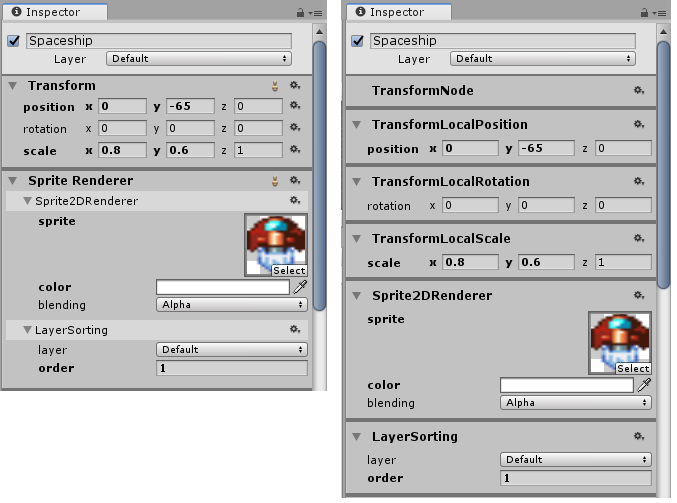 Inspector
Spaceship
Layer Default
Transform
position x 0 y -65 z 0
rotation x 0 y 0 z 0
scale x 0.8 y 0.6 z 1
Sprite Renderer
Sprite2DRenderer
sprite
Select
color
blending Alpha
LayerSorting
layer Default
order 1
Inspector
Spaceship
Layer Default
TransformNode
TransformLocalPosition
position x 0 y -65 z 0
TransformLocalRotation
rotation x 0 y 0 z 0
TransformLocalScale
scale x 0.8 y 0.6 z 1
Sprite2DRenderer
sprite
Select
color
blending Alpha
LayerSorting
layer Default
order 1